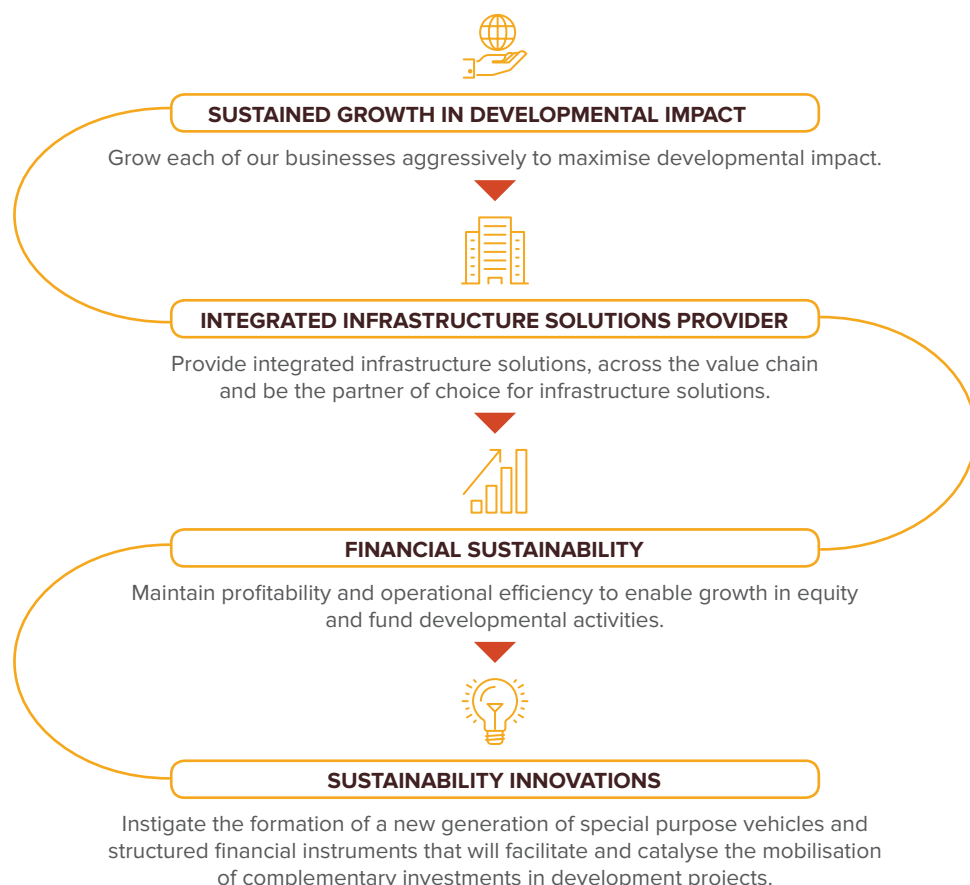 SUSTAINED GROWTH IN DEVELOPMENTAL IMPACT
Grow each of our businesses aggressively to maximise developmental impact.
INTEGRATED INFRASTRUCTURE SOLUTIONS PROVIDER
Provide integrated infrastructure solutions, across the value chain
and be the partner of choice for infrastructure solutions.
FINANCIAL SUSTAINABILITY
Maintain profitability and operational efficiency to enable growth in equity
and fund developmental activities.
SUSTAINABILITY INNOVATIONS
Instigate the formation of a new generation of special purpose vehicles and
structured financial instruments that will facilitate and catalyse the mobilisation
of complementary investments in development projects.